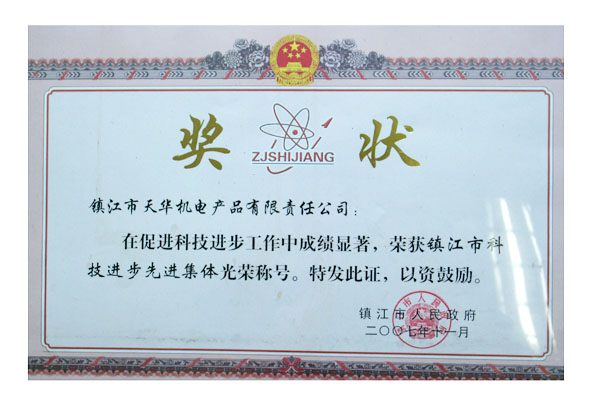 奖 状
ZJSHIJIANG
镇江市天华机电产品有限责任公司：
在促进科技进步工作中成绩显著，荣获镇江市科
技进步先进集体光荣称号。特发此证，以资鼓励。
镇江市人民政府
二〇〇七年十一月